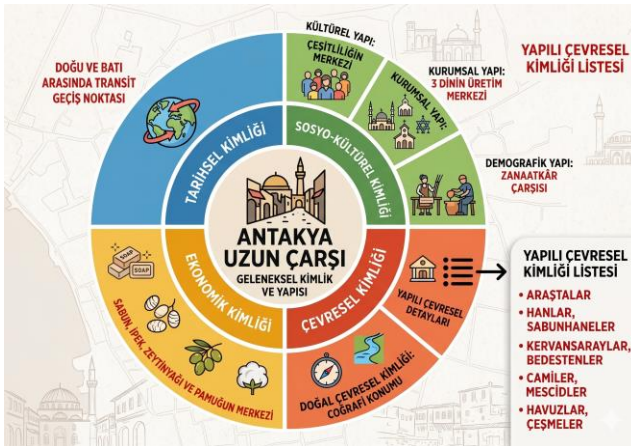 DOĞU VE BATI
ARASINDA TRANSİT
GEÇİŞ NOKTASI
TARİHSEL KİMLİĞİ
KÜLTÜREL YAPI:
ÇEŞİTLİLİĞİN
MERKEZİ
KURUMSAL YAPI:
KURUMSAL YAPI:
3 DİNİN ÜRETİM
MERKEZİ
YAPILI ÇEVRESEL
KİMLİĞİ LİSTESİ
SOSYO-KÜLTÜREL KİMLİĞİ
DEMOGRAFİK YAPI:
ZANAATKÂR
ÇARŞISI
ANTAKYA
UZUN ÇARŞI
GELENEKSEL KİMLİK
VE YAPISI
EKONOMİK KİMLİĞİ
SOAP
SOAP
SABUN, İPEK, ZEYTİNYAĞI VE PAMUĞUN MERKEZİ
ÇEVRESEL KİMLİĞİ
YAPILI ÇEVRESEL
DETAYLARI
DOĞAL ÇEVRESEL KİMLİĞİ:
COĞRAFİ KONUMU
YAPILI ÇEVRESEL
KİMLİĞİ LİSTESİ
• ARAŞTALAR
• HANLAR,
SABUNHANELER
• KERVANSARAYLAR,
BEDESTENLER
• CAMİLER,
MESCİDLER
• HAVUZLAR,
ÇEŞMELER